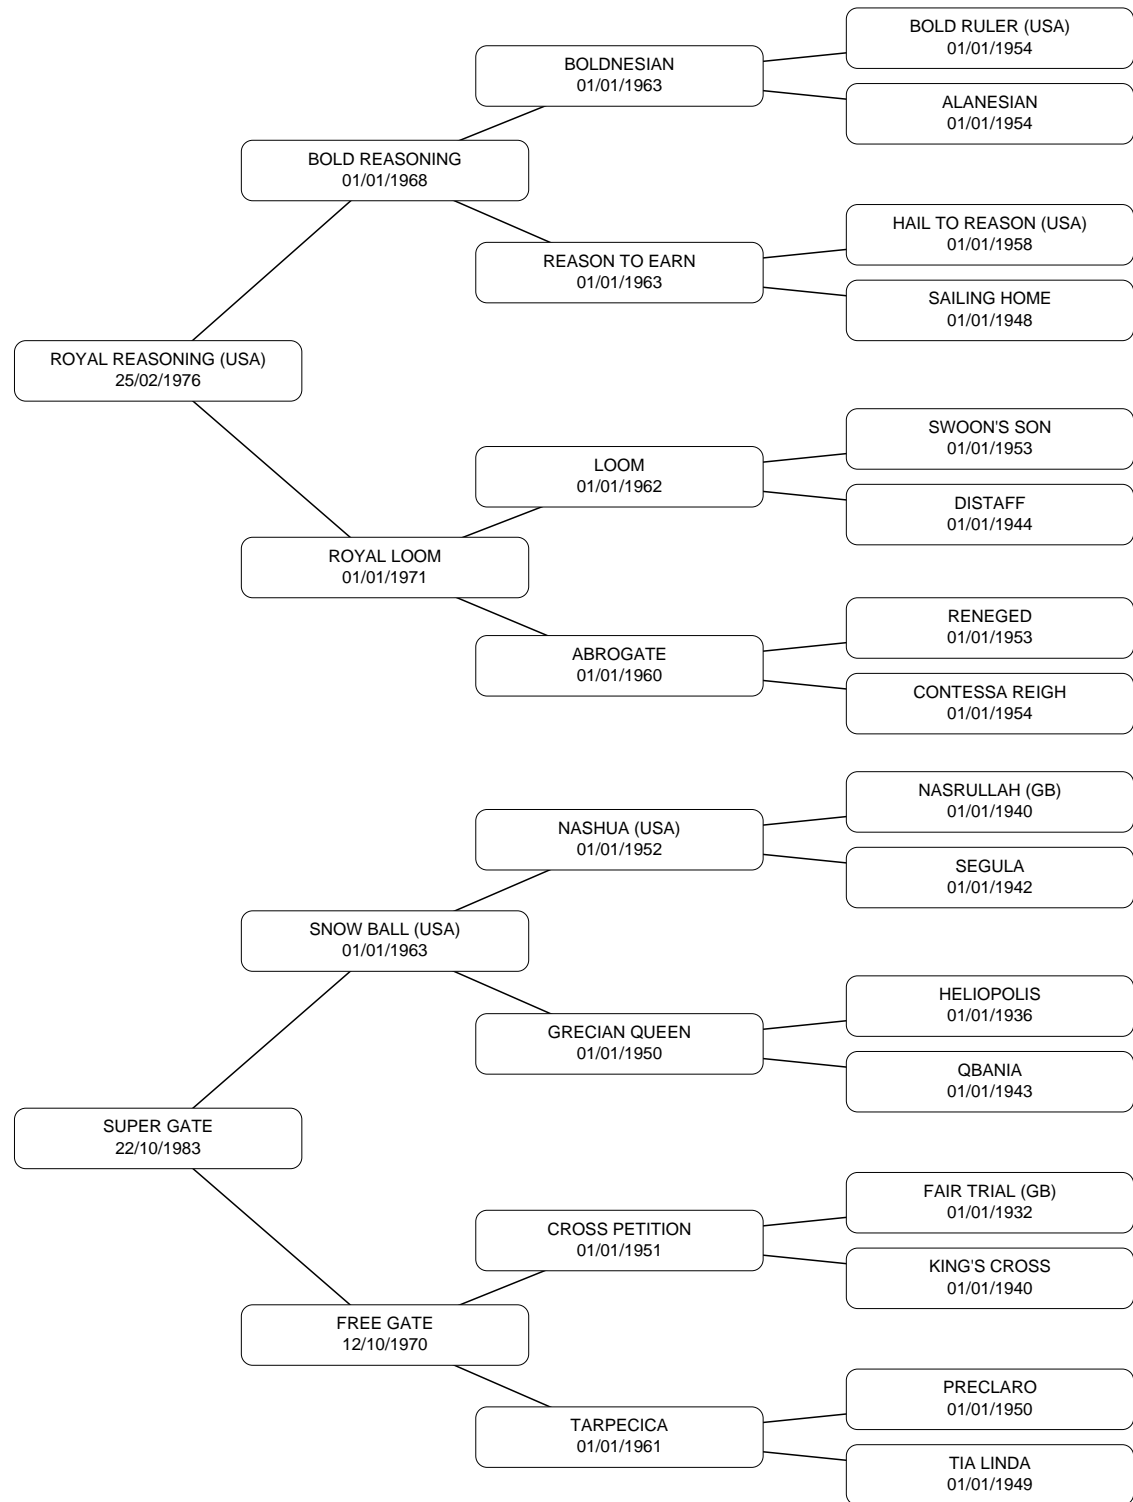 BOLD RULER (USA)
01/01/1954
BOLDNESIAN
01/01/1963
ALANESIAN
01/01/1954
BOLD REASONING
01/01/1968
HAIL TO REASON (USA)
01/01/1958
REASON TO EARN
01/01/1963
SAILING HOME
01/01/1948
ROYAL REASONING (USA)
25/02/1976
SWOON'S SON
01/01/1953
LOOM
01/01/1962
DISTAFF
01/01/1944
ROYAL LOOM
01/01/1971
RENEGED
01/01/1953
ABROGATE
01/01/1960
CONTESSA REIGH
01/01/1954
NASRULLAH (GB)
01/01/1940
NASHUA (USA)
01/01/1952
SEGULA
01/01/1942
SNOW BALL (USA)
01/01/1963
HELIOPOLIS
01/01/1936
GRECIAN QUEEN
01/01/1950
QBANIA
01/01/1943
SUPER GATE
22/10/1983
FAIR TRIAL (GB)
01/01/1932
CROSS PETITION
01/01/1951
KING'S CROSS
01/01/1940
FREE GATE
12/10/1970
PRECLARO
01/01/1950
TARPECICA
01/01/1961
TIA LINDA
01/01/1949